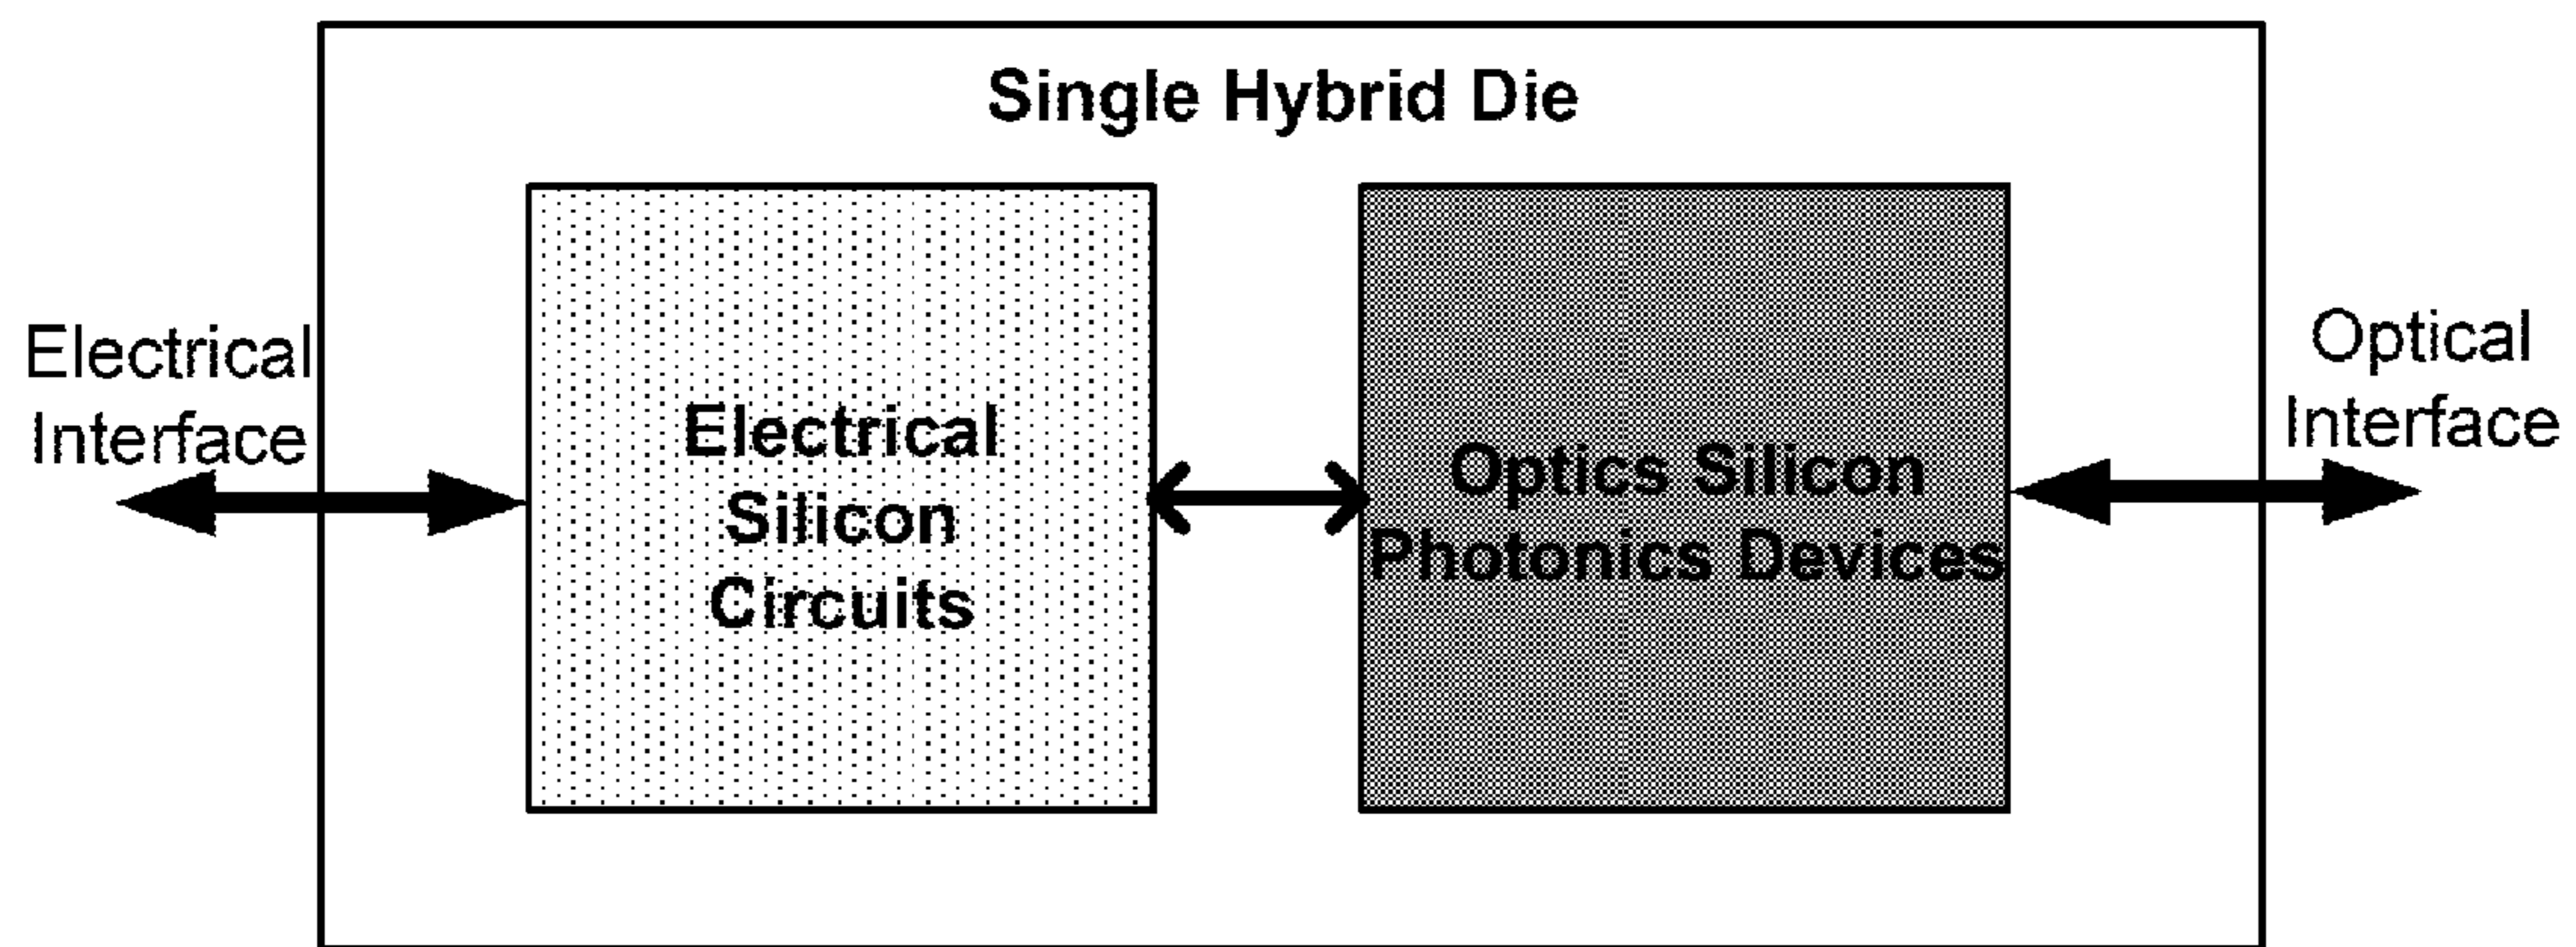 Single Hybrid Die
Electrical
Interface
Electrical
Silicon
Circuits
Optics Silicon
Photonics Devices
Optical
Interface